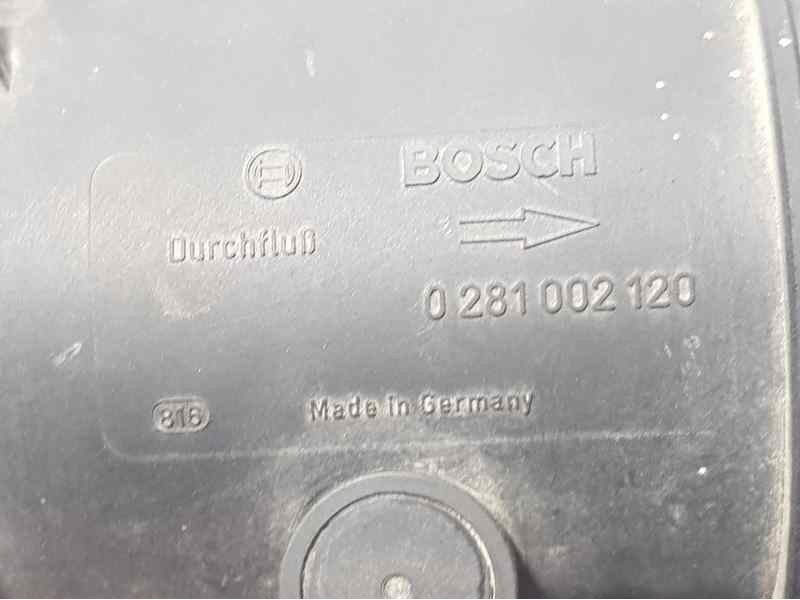 BOSCH
Durchfluß
0 281 002 120
816
Made in Germany